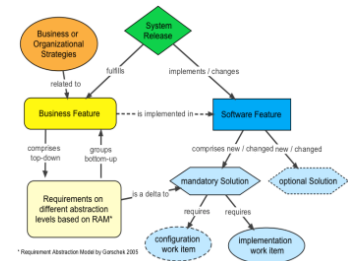 Business or
Organizational
Strategies
System
Release
fulfills
implements / changes
related to
Business Feature
is implemented in
Software Feature
comprises
top-down
groups
bottom-up
comprises new / changed
new / changed
Requirements on
different abstraction
levels based on RAM*
is a delta to
mandatory Solution
optional Solution
requires
requires
configuration
work item
implementation
work item
* Requirement Abstraction Model by Gorschek 2005